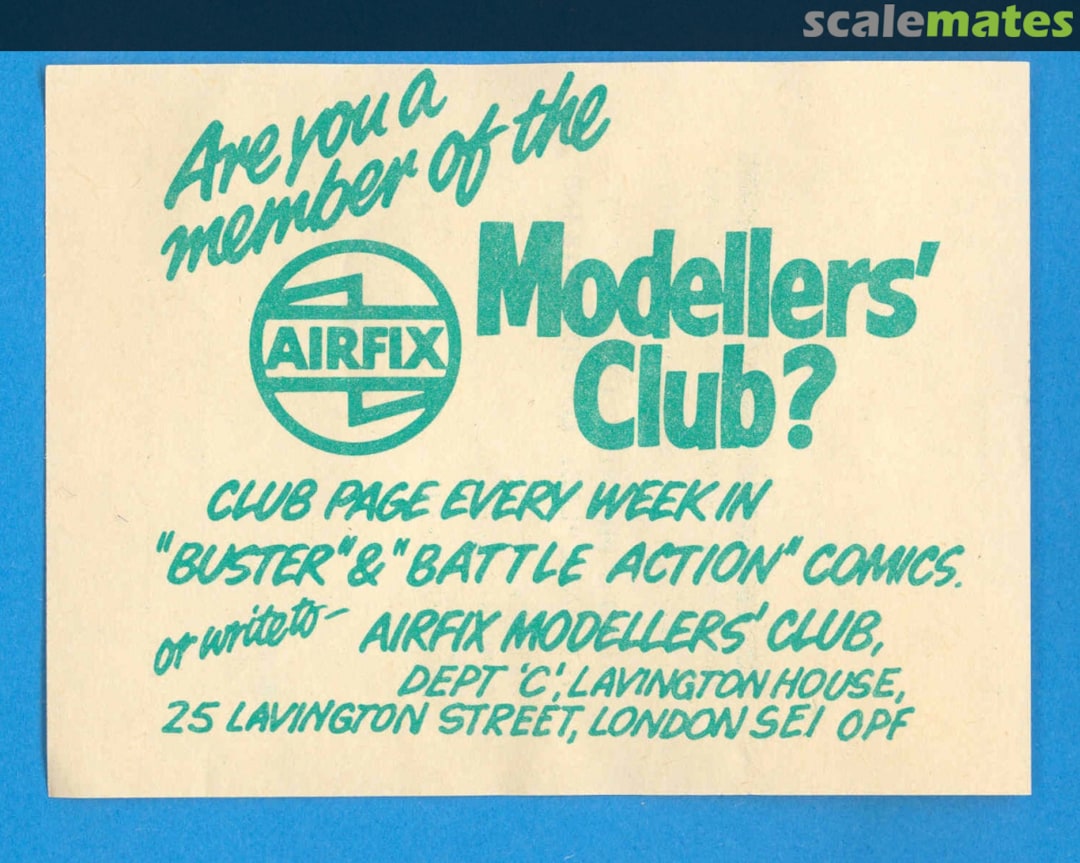 scalemates
Are you a
member of the
AIRFIX
Modellers'
Club?
CLUB PAGE EVERY WEEK IN
"BUSTER" & "BATTLE ACTION" COMICS.
or write to—
AIRFIX MODELLERS' CLUB,
DEPT 'C', LAVINGTON HOUSE,
25 LAVINGTON STREET, LONDON SE1 OPF